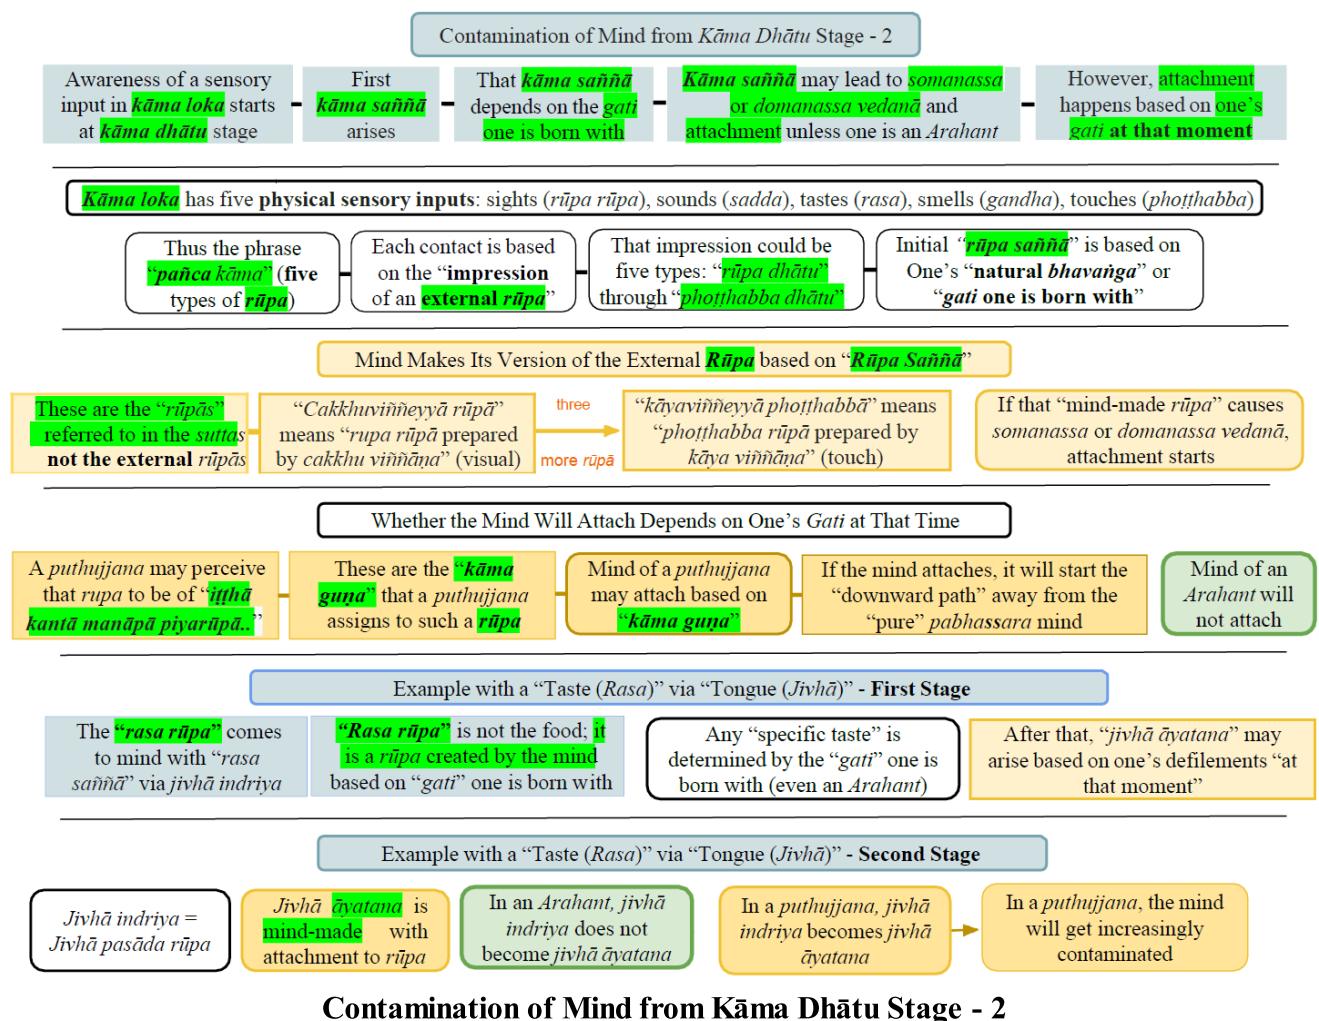 Contamination of Mind from Kāma Dhātu Stage - 2
Awareness of a sensory
input in kāma loka starts
at kāma dhātu stage
First
kāma saññā
arises
That kāma saññā
depends on the gati
one is born with
Kāma saññā may lead to somanassa
or domanassa vedanā and
attachment unless one is an Arahant
However, attachment
happens based on one’s
gati at that moment
Kāma loka has five physical sensory inputs: sights (rūpa rūpa), sounds (sadda), tastes (rasa), smells (gandha), touches (phoṭṭhabba)
Thus the phrase
“pañca kāma” (five
types of rūpa)
Each contact is based
on the “impression
of an external rūpa”
That impression could be
five types: “rūpa dhātu”
through “phoṭṭhabba dhātu”
Initial “rūpa saññā” is based on
One’s “natural bhavaṅga” or
“gati one is born with”
Mind Makes Its Version of the External Rūpa based on “Rūpa Saññā”
These are the “rūpās”
referred to in the suttas
not the external rūpās
“Cakkhuviññeyyā rūpā”
means “rupa rūpā prepared
by cakkhu viññāṇa” (visual)
three
more rūpā
“kāyaviññeyyā phoṭṭhabbā” means
“phoṭṭhabba rūpā prepared by
kāya viññāṇa” (touch)
If that “mind-made rūpa” causes
somanassa or domanassa vedanā,
attachment starts
Whether the Mind Will Attach Depends on One’s Gati at That Time
A puthujjana may perceive
that rupa to be of “iṭṭhā
kantā manāpā piyarūpā..”
These are the “kāma
guṇa” that a puthujjana
assigns to such a rūpa
Mind of a puthujjana
may attach based on
“kāma guṇa”
If the mind attaches, it will start the
“downward path” away from the
“pure” pabhassara mind
Mind of an
Arahant will
not attach
Example with a “Taste (Rasa)” via “Tongue (Jivhā)” - First Stage
The “rasa rūpa” comes
to mind with “rasa
saññā” via jivhā indriya
“Rasa rūpa” is not the food; it
is a rūpa created by the mind
based on “gati” one is born with
Any “specific taste” is
determined by the “gati” one is
born with (even an Arahant)
After that, “jivhā āyatana” may
arise based on one’s defilements “at
that moment”
Example with a “Taste (Rasa)” via “Tongue (Jivhā)” - Second Stage
Jivhā indriya =
Jivhā pasāda rūpa
Jivhā āyatana is
mind-made with
attachment to rūpa
In an Arahant, jivhā
indriya does not
become jivhā āyatana
In a puthujjana, jivhā
indriya becomes jivhā
āyatana
In a puthujjana, the mind
will get increasingly
contaminated
Contamination of Mind from Kāma Dhātu Stage - 2